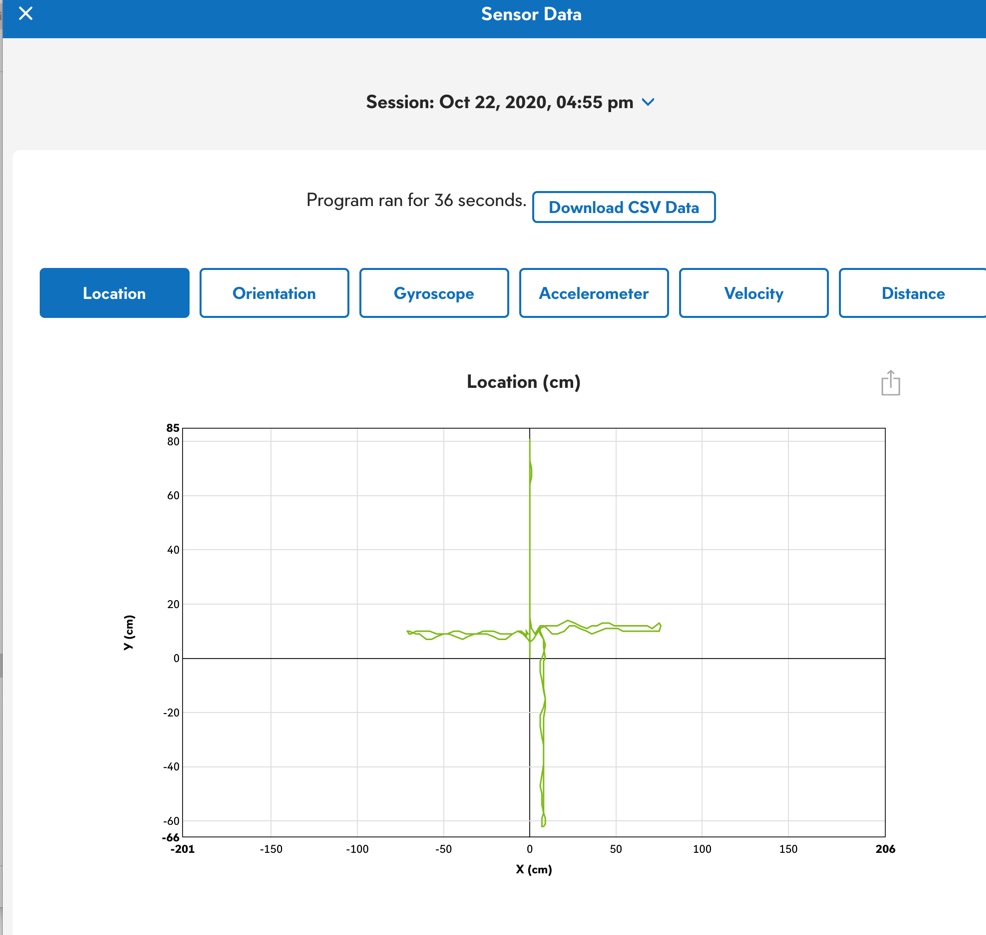 Sensor Data
Session: Oct 22, 2020, 04:55 pm
Program ran for 36 seconds.
Download CSV Data
Location
Orientation
Gyroscope
Accelerometer
Velocity
Distance
Location (cm)
85
80
60
40
20
0
-20
-40
-60
-66
Y (cm)
-201
-150
-100
-50
0
50
100
150
206
X (cm)